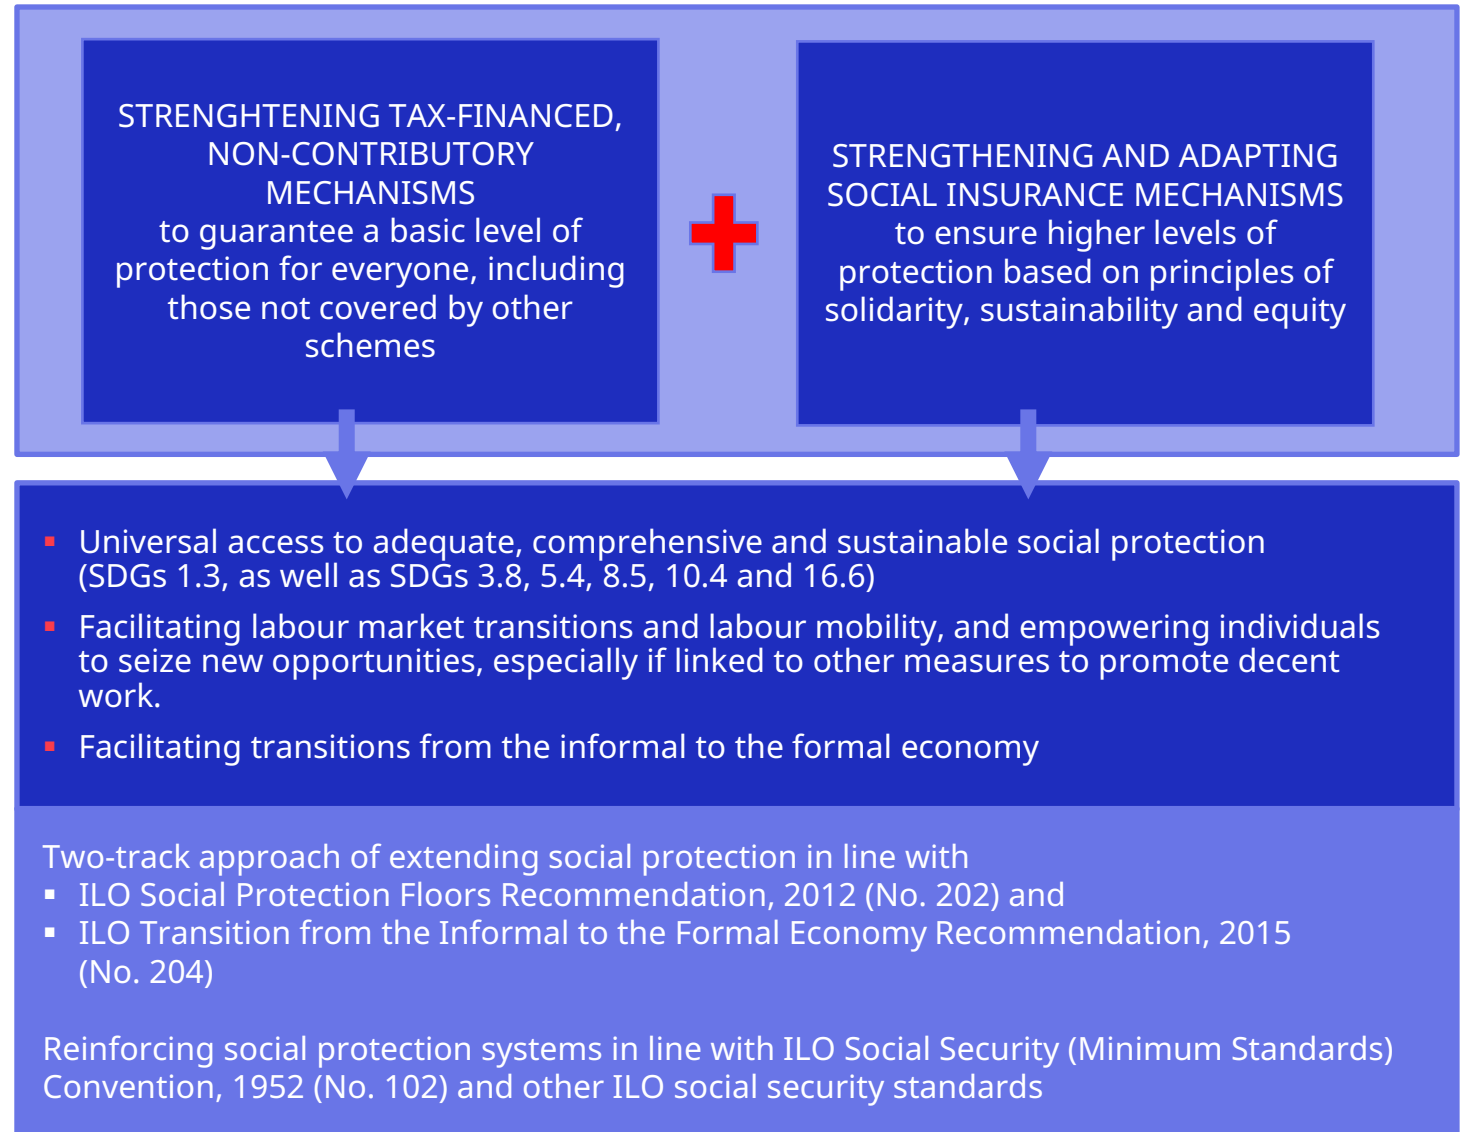 STRENGHTENING TAX-FINANCED,
NON-CONTRIBUTORY
MECHANISMS
to guarantee a basic level of
protection for everyone, including
those not covered by other
schemes
STRENGTHENING AND ADAPTING
SOCIAL INSURANCE MECHANISMS
to ensure higher levels of
protection based on principles of
solidarity, sustainability and equity
▪ Universal access to adequate, comprehensive and sustainable social protection
(SDGs 1.3, as well as SDGs 3.8, 5.4, 8.5, 10.4 and 16.6)
▪ Facilitating labour market transitions and labour mobility, and empowering individuals
to seize new opportunities, especially if linked to other measures to promote decent
work.
▪ Facilitating transitions from the informal to the formal economy
Two-track approach of extending social protection in line with
▪ ILO Social Protection Floors Recommendation, 2012 (No. 202) and
▪ ILO Transition from the Informal to the Formal Economy Recommendation, 2015
(No. 204)
Reinforcing social protection systems in line with ILO Social Security (Minimum Standards)
Convention, 1952 (No. 102) and other ILO social security standards